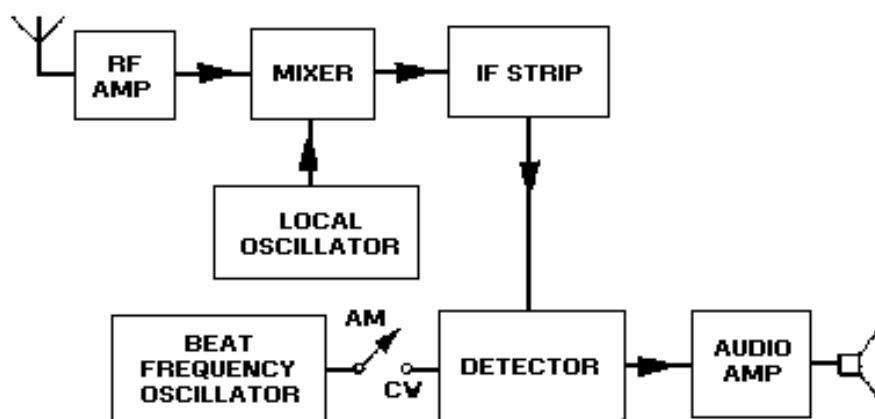 RF
AMP
MIXER
IF STRIP
LOCAL
OSCILLATOR
BEAT
FREQUENCY
OSCILLATOR
AM
CW
DETECTOR
AUDIO
AMP